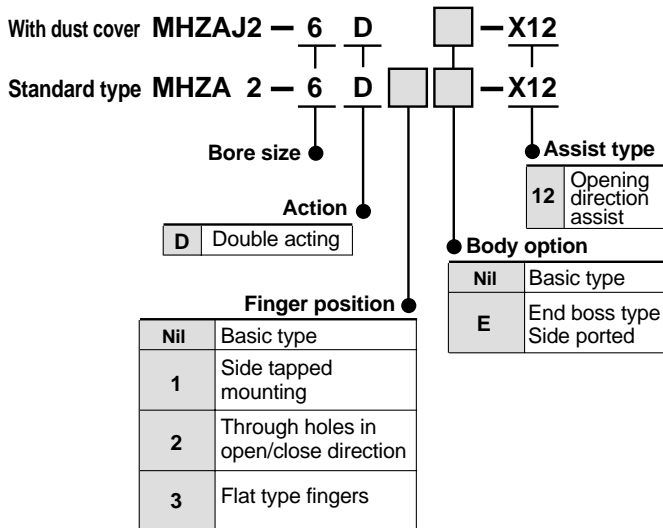 With dust cover MHZAJ2 — 6 D — X12
Standard type MHZA 2 — 6 D — X12
Bore size
Assist type
12 Opening
direction
assist
Action
D Double acting
Body option
Nil Basic type
E End boss type
Side ported
Finger position
Nil Basic type
1 Side tapped
mounting
2 Through holes in
open/close direction
3 Flat type fingers